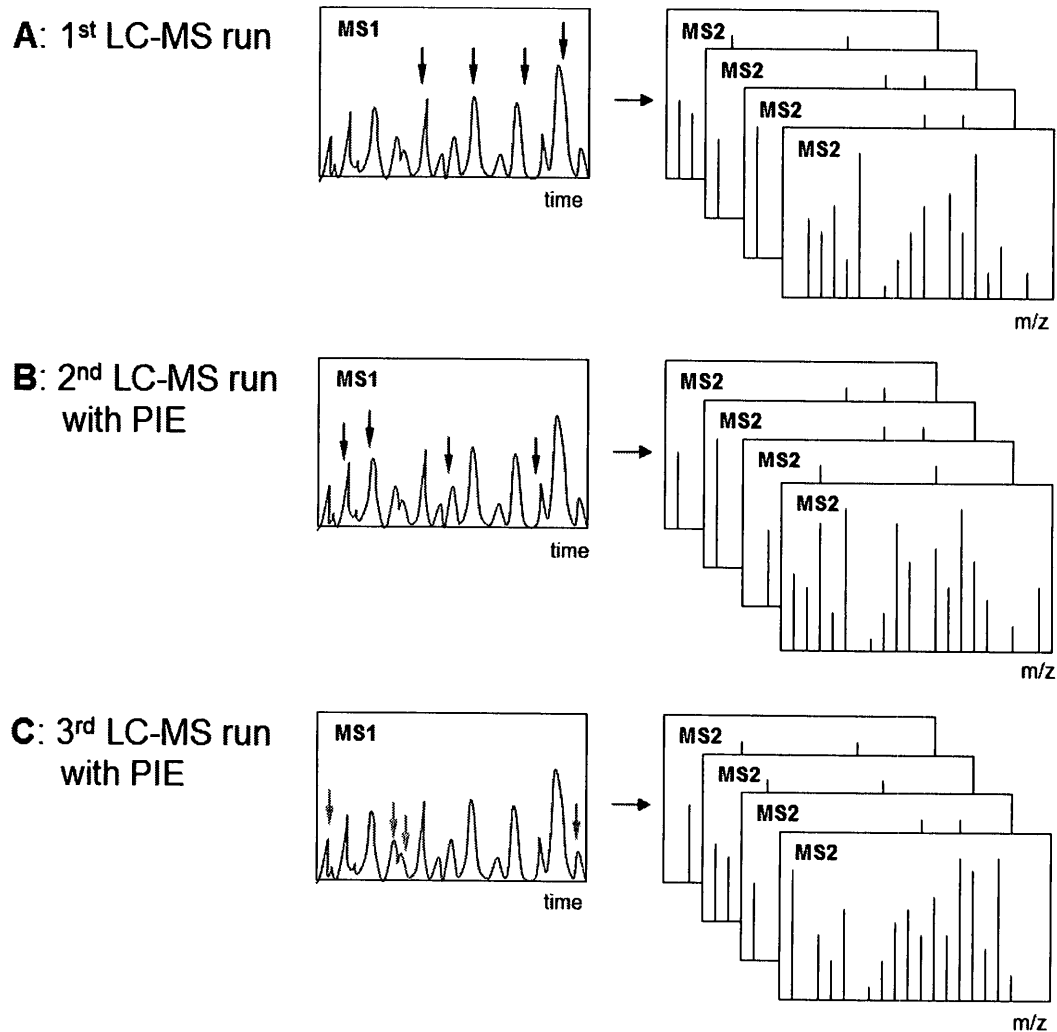 A: 1st LC-MS run
MS1
time
MS2
MS2
MS2
MS2
m/z
B: 2nd LC-MS run
with PIE
MS1
time
MS2
MS2
MS2
MS2
m/z
C: 3rd LC-MS run
with PIE
MS1
time
MS2
MS2
MS2
MS2
m/z